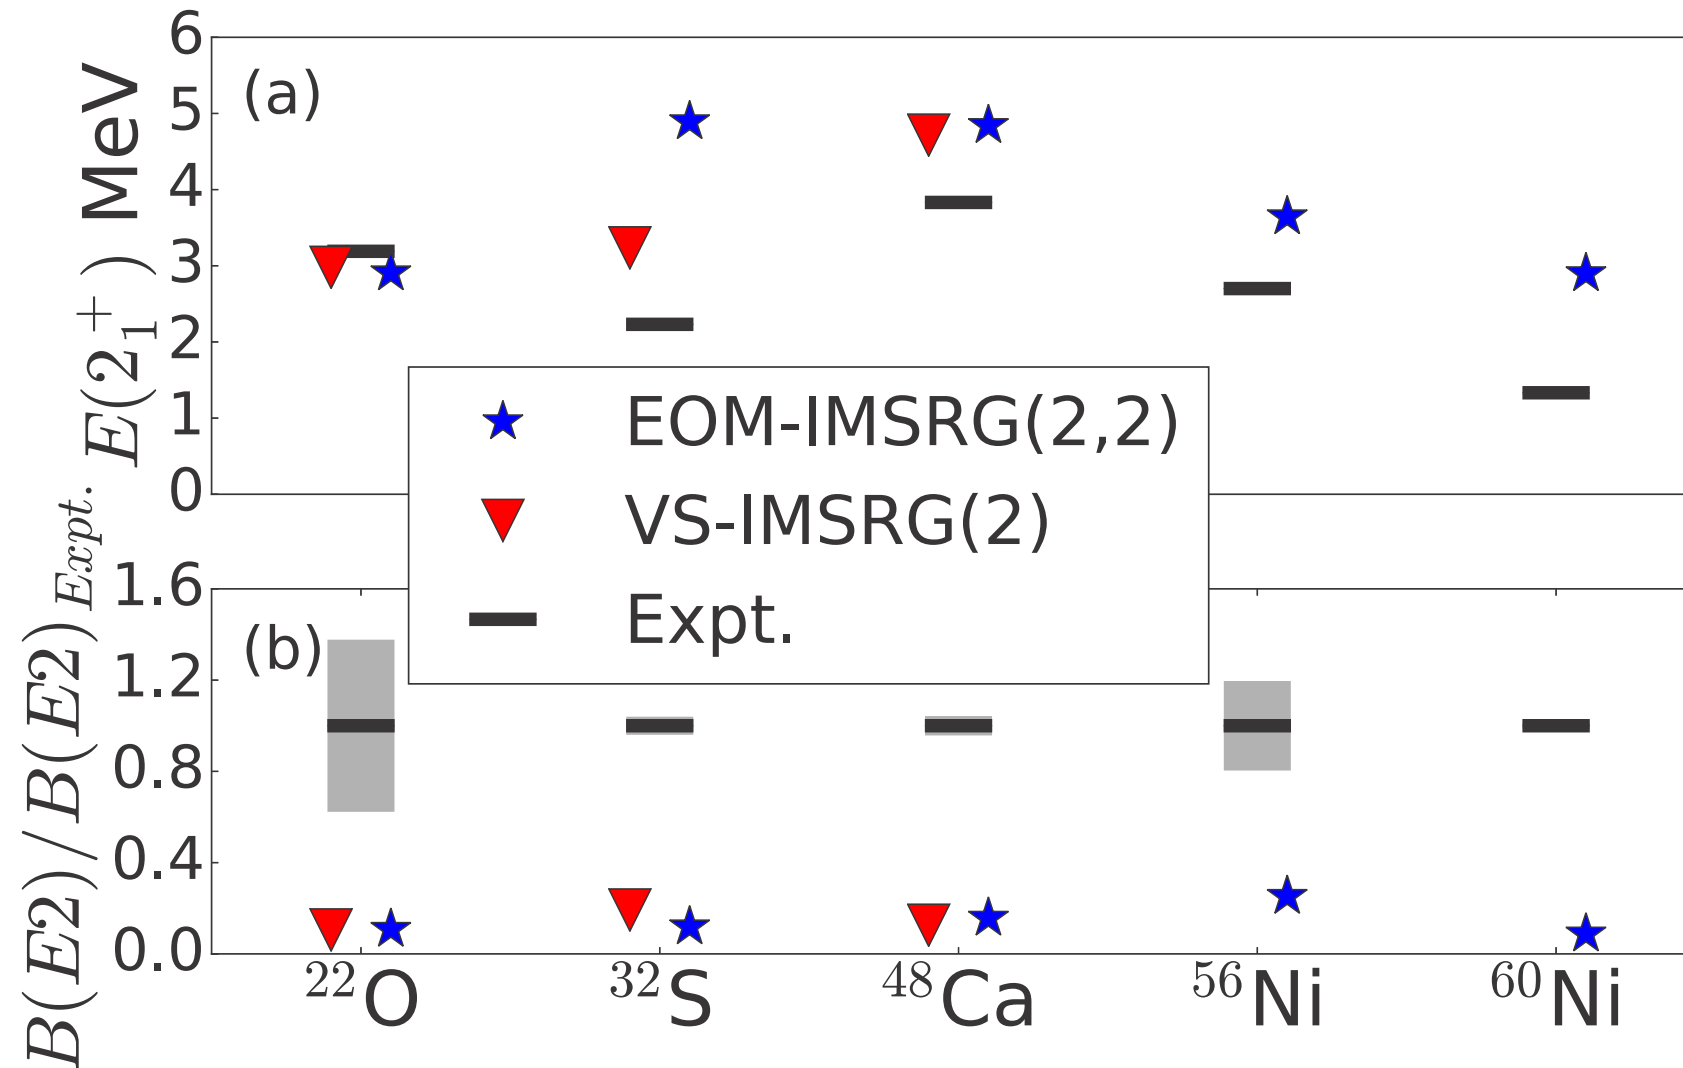 (a)
E(2₁⁺) MeV
6
5
4
3
2
1
0
EOM-IMSRG(2,2)
VS-IMSRG(2)
Expt.
(b)
B(E2)/B(E2)Expt.
1.6
1.2
0.8
0.4
0.0
²²O
³²S
⁴⁸Ca
⁵⁶Ni
⁶⁰Ni